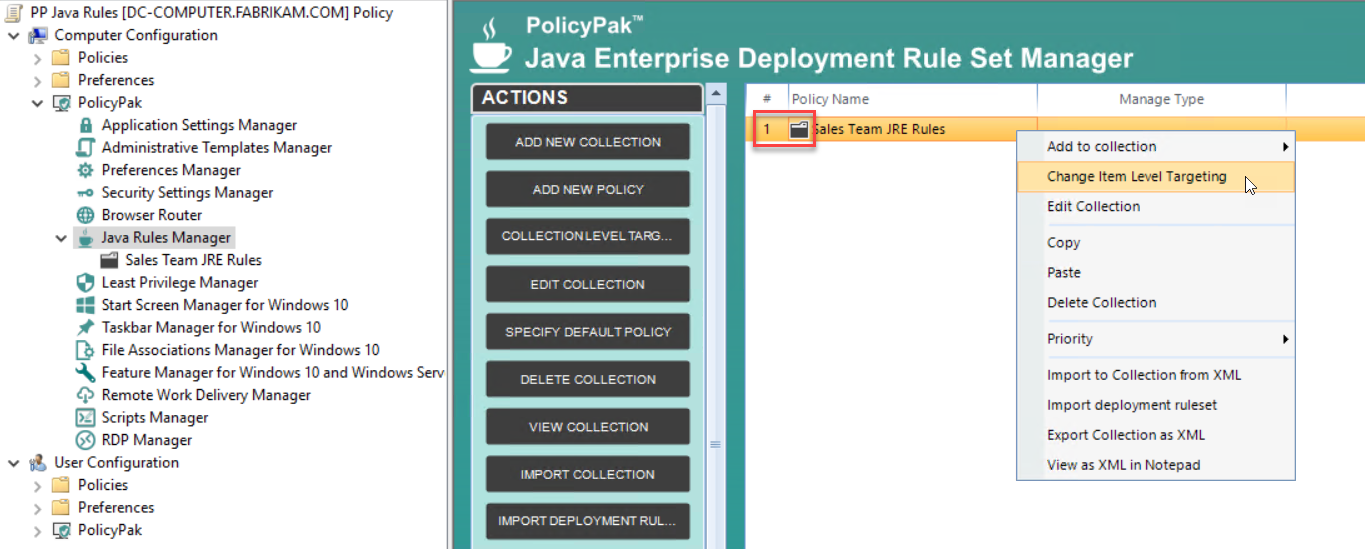 PP Java Rules [DC-COMPUTER.FABRIKAM.COM] Policy
Computer Configuration
Policies
Preferences
PolicyPak
Application Settings Manager
Administrative Templates Manager
Preferences Manager
Security Settings Manager
Browser Router
Java Rules Manager
Sales Team JRE Rules
Least Privilege Manager
Start Screen Manager for Windows 10
Taskbar Manager for Windows 10
File Associations Manager for Windows 10
Feature Manager for Windows 10 and Windows Serv
Remote Work Delivery Manager
Scripts Manager
RDP Manager
User Configuration
Policies
Preferences
PolicyPak
PolicyPak™
Java Enterprise Deployment Rule Set Manager
ACTIONS
ADD NEW COLLECTION
ADD NEW POLICY
COLLECTION LEVEL TARG...
EDIT COLLECTION
SPECIFY DEFAULT POLICY
DELETE COLLECTION
VIEW COLLECTION
IMPORT COLLECTION
IMPORT DEPLOYMENT RUL...
# Policy Name Manage Type
1 Sales Team JRE Rules
Add to collection
Change Item Level Targeting
Edit Collection
Copy
Paste
Delete Collection
Priority
Import to Collection from XML
Import deployment ruleset
Export Collection as XML
View as XML in Notepad